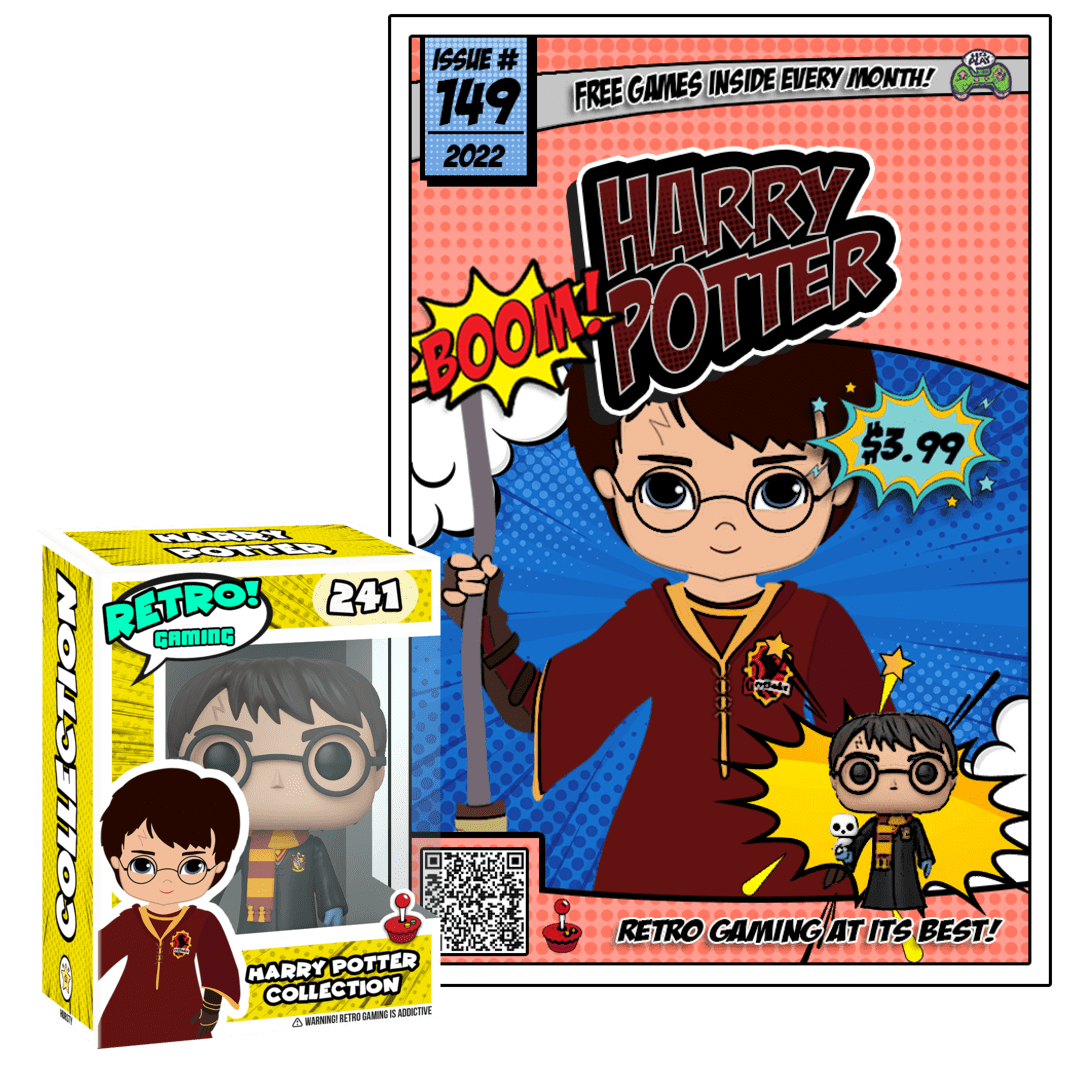 ISSUE #
149
2022
FREE GAMES INSIDE EVERY MONTH!
HARRY
POTTER
BOOM!
$3.99
RETRO GAMING AT ITS BEST!
HARRY
POTTER
COLLECTION
RETRO!
GAMING
241
HARRY POTTER
COLLECTION
WARNING! RETRO GAMING IS ADDICTIVE